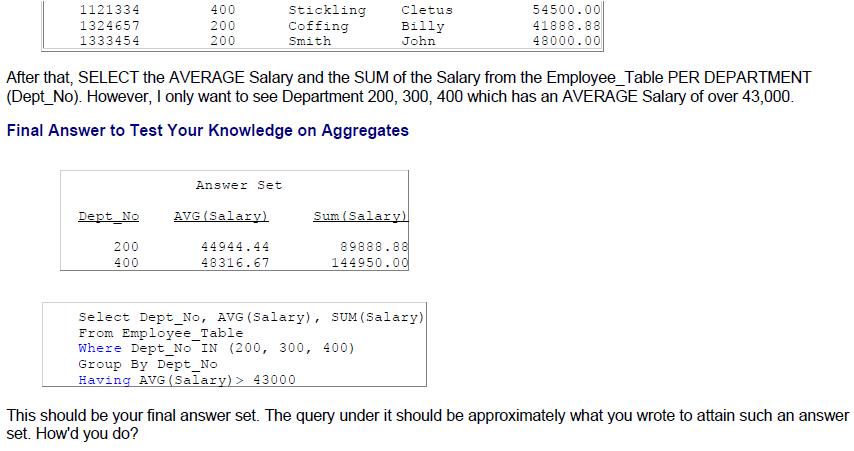 1121334 400 Stickling Cletus 54500.00
1324657 200 Coffing Billy 41888.88
1333454 200 Smith John 48000.00
After that, SELECT the AVERAGE Salary and the SUM of the Salary from the Employee_Table PER DEPARTMENT
(Dept_No). However, I only want to see Department 200, 300, 400 which has an AVERAGE Salary of over 43,000.
Final Answer to Test Your Knowledge on Aggregates
Answer Set
Dept_No AVG(Salary) Sum(Salary)
200 44944.44 89888.88
400 48316.67 144950.00
Select Dept_No, AVG(Salary), SUM(Salary)
From Employee_Table
Where Dept_No IN (200, 300, 400)
Group By Dept_No
Having AVG(Salary)> 43000
This should be your final answer set. The query under it should be approximately what you wrote to attain such an answer
set. How'd you do?